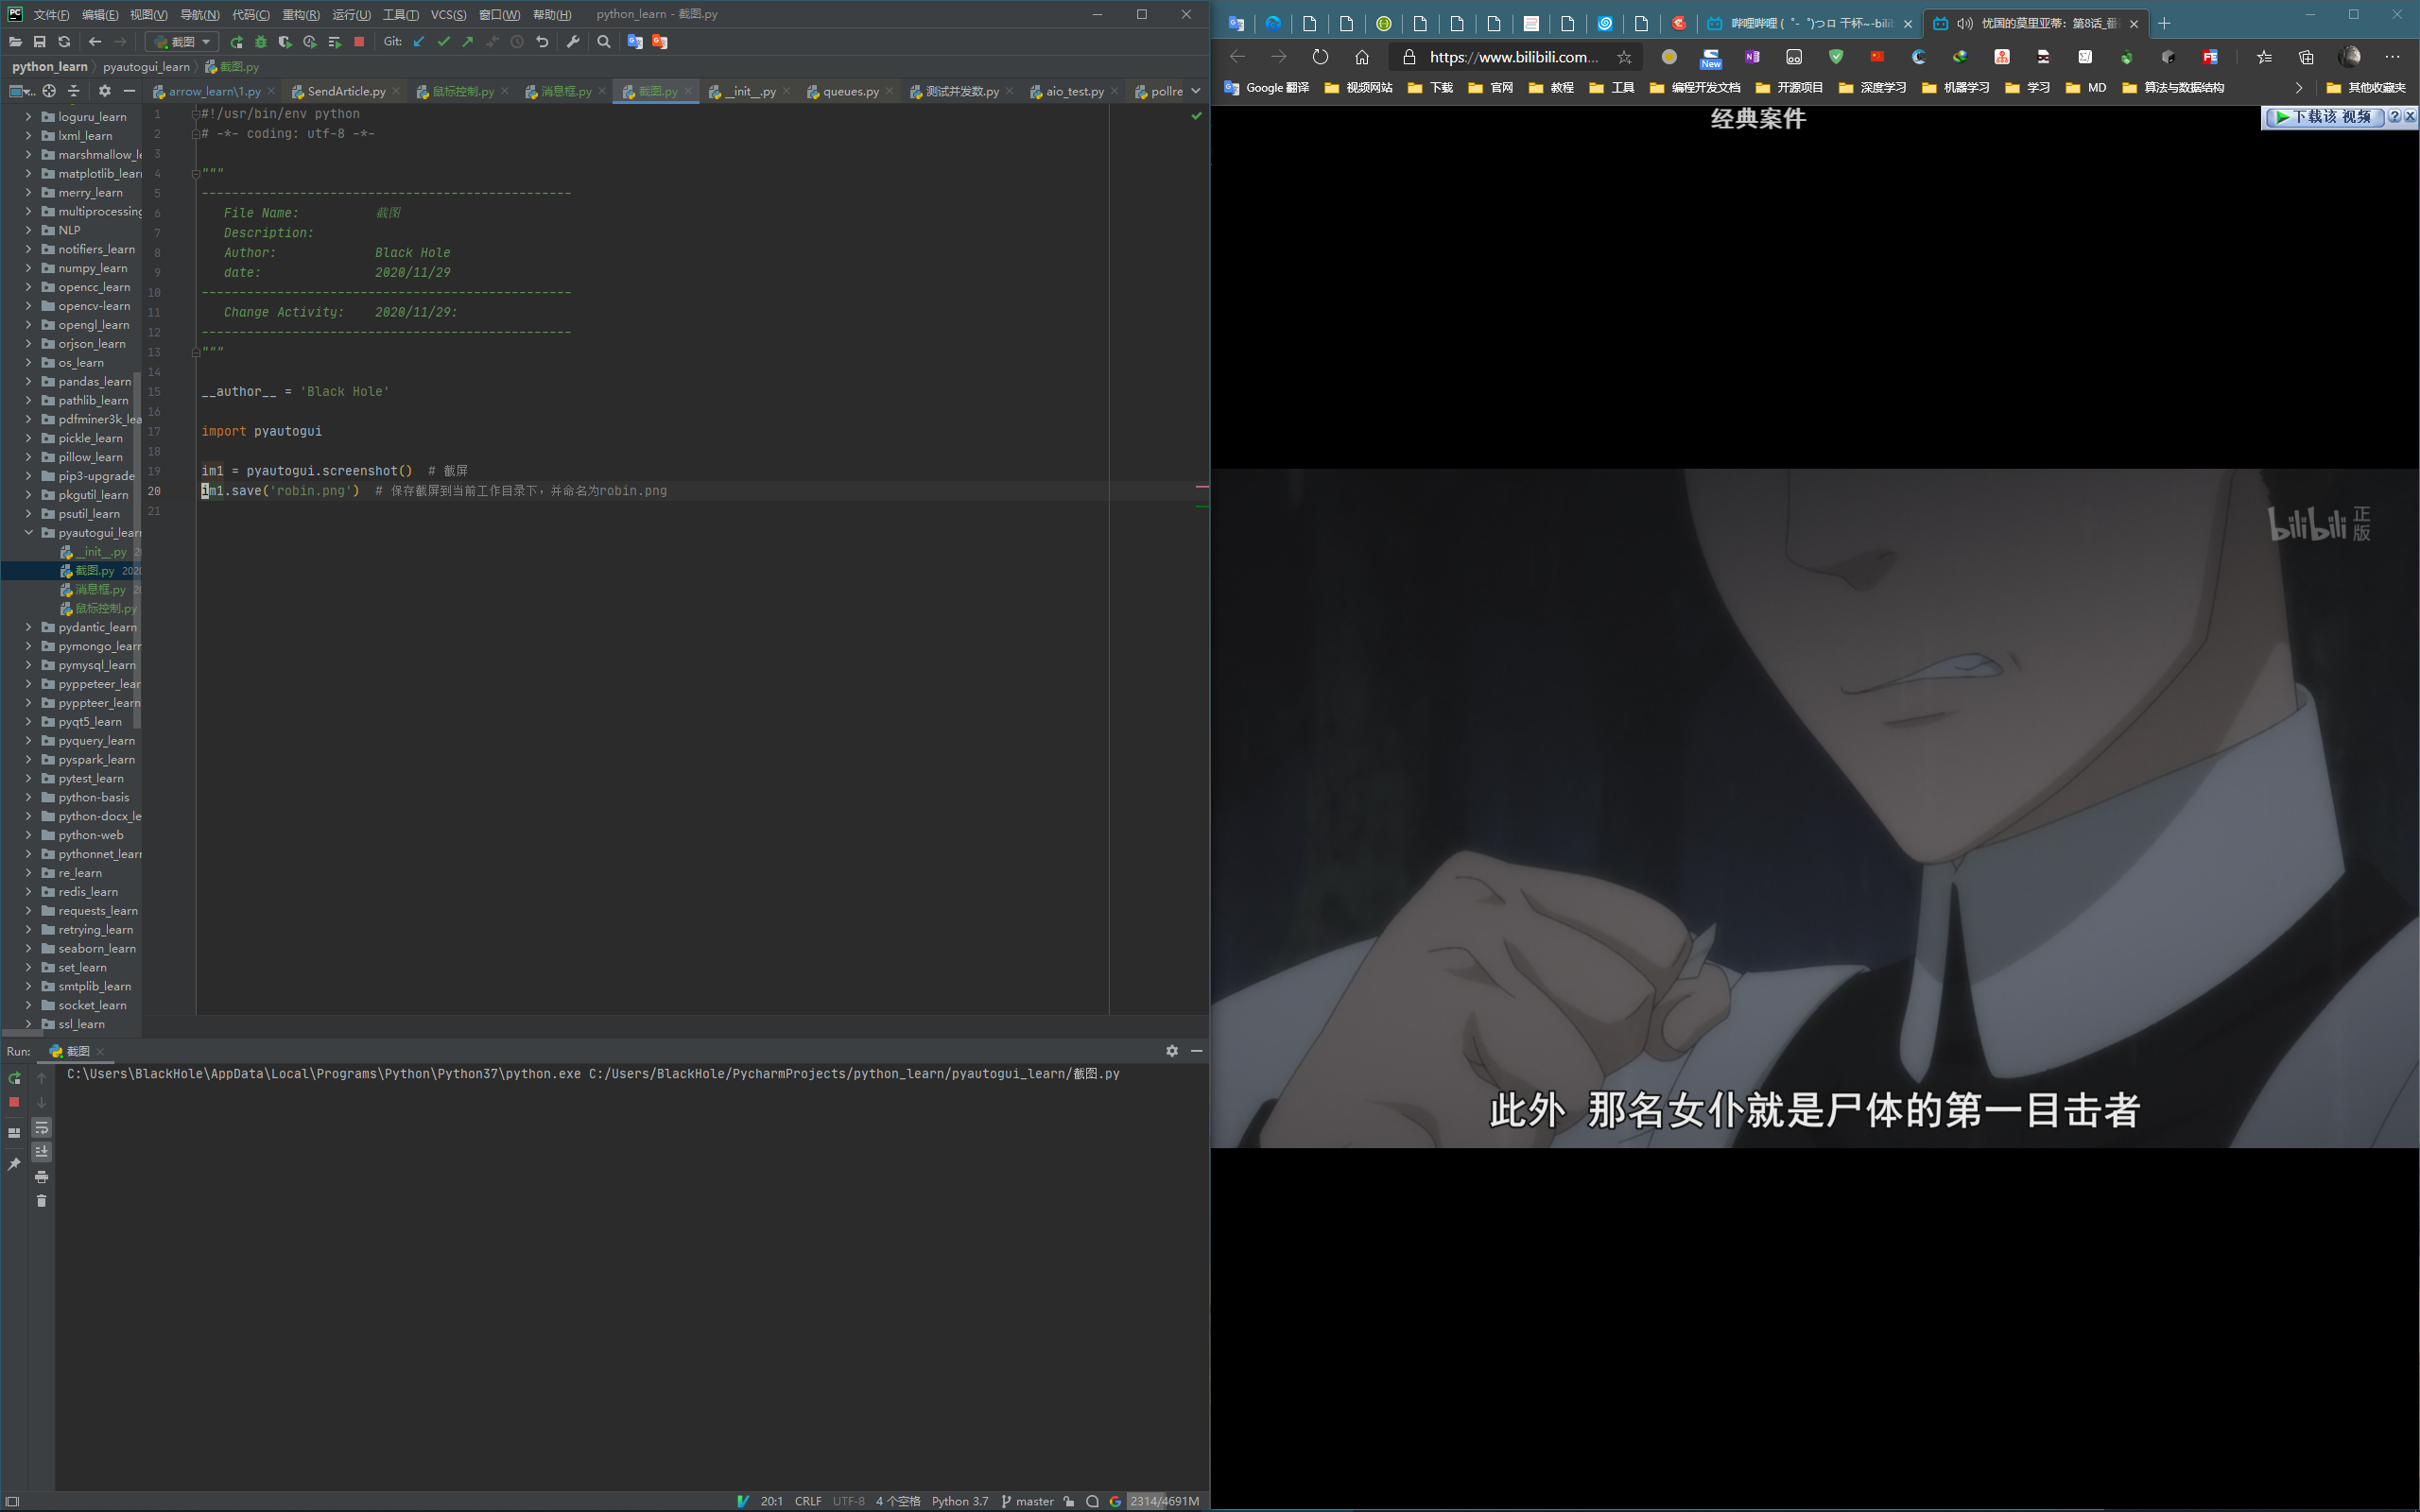 文件(F) 编辑(E) 视图(V) 导航(N) 代码(C) 重构(R) 运行(U) 工具(T) VCS(S) 窗口(W) 帮助(H) python_learn - 截图.py
截图 Git:
python_learn pyautogui_learn 截图.py
arrow_learn\1.py SendArticle.py 鼠标控制.py 消息框.py 截图.py __init__.py queues.py 测试并发数.py aio_test.py pollre
loguru_learn
lxml_learn
marshmallow_le
matplotlib_learn
merry_learn
multiprocessing
NLP
notifiers_learn
numpy_learn
opencc_learn
opencv-learn
opengl_learn
orjson_learn
os_learn
pandas_learn
pathlib_learn
pdfminer3k_lea
pickle_learn
pillow_learn
pip3-upgrade
pkgutil_learn
psutil_learn
pyautogui_learn
__init__.py
截图.py 2020
消息框.py
鼠标控制.py
pydantic_learn
pymongo_learn
pymysql_learn
pyppeteer_lear
pyppteer_learn
pyqt5_learn
pyquery_learn
pyspark_learn
pytest_learn
python-basis
python-docx_le
python-web
pythonnet_learn
re_learn
redis_learn
requests_learn
retrying_learn
seaborn_learn
set_learn
smtplib_learn
socket_learn
ssl_learn
1 #!/usr/bin/env python
2 # -*- coding: utf-8 -*-
3
4 """
5 -------------------------------------------------
6 File Name: 截图
7 Description:
8 Author: Black Hole
9 date: 2020/11/29
10 -------------------------------------------------
11 Change Activity: 2020/11/29:
12 -------------------------------------------------
13 """
14
15 __author__ = 'Black Hole'
16
17 import pyautogui
18
19 im1 = pyautogui.screenshot() # 截屏
20 im1.save('robin.png') # 保存截屏到当前工作目录下，并命名为robin.png
21
Run: 截图
C:\Users\BlackHole\AppData\Local\Programs\Python\Python37\python.exe C:/Users/BlackHole/PycharmProjects/python_learn/pyautogui_learn/截图.py
20:1 CRLF UTF-8 4 个空格 Python 3.7 master 2314/4691M
哔哩哔哩 (゜-゜)つロ 干杯~-bili 忧国的莫里亚蒂：第8话_番
https://www.bilibili.com... New
Google 翻译 视频网站 下载 官网 教程 工具 编程开发文档 开源项目 深度学习 机器学习 学习 MD 算法与数据结构 其他收藏夹
经典案件
下载该 视频
bilibili 正版
此外 那名女仆就是尸体的第一目击者